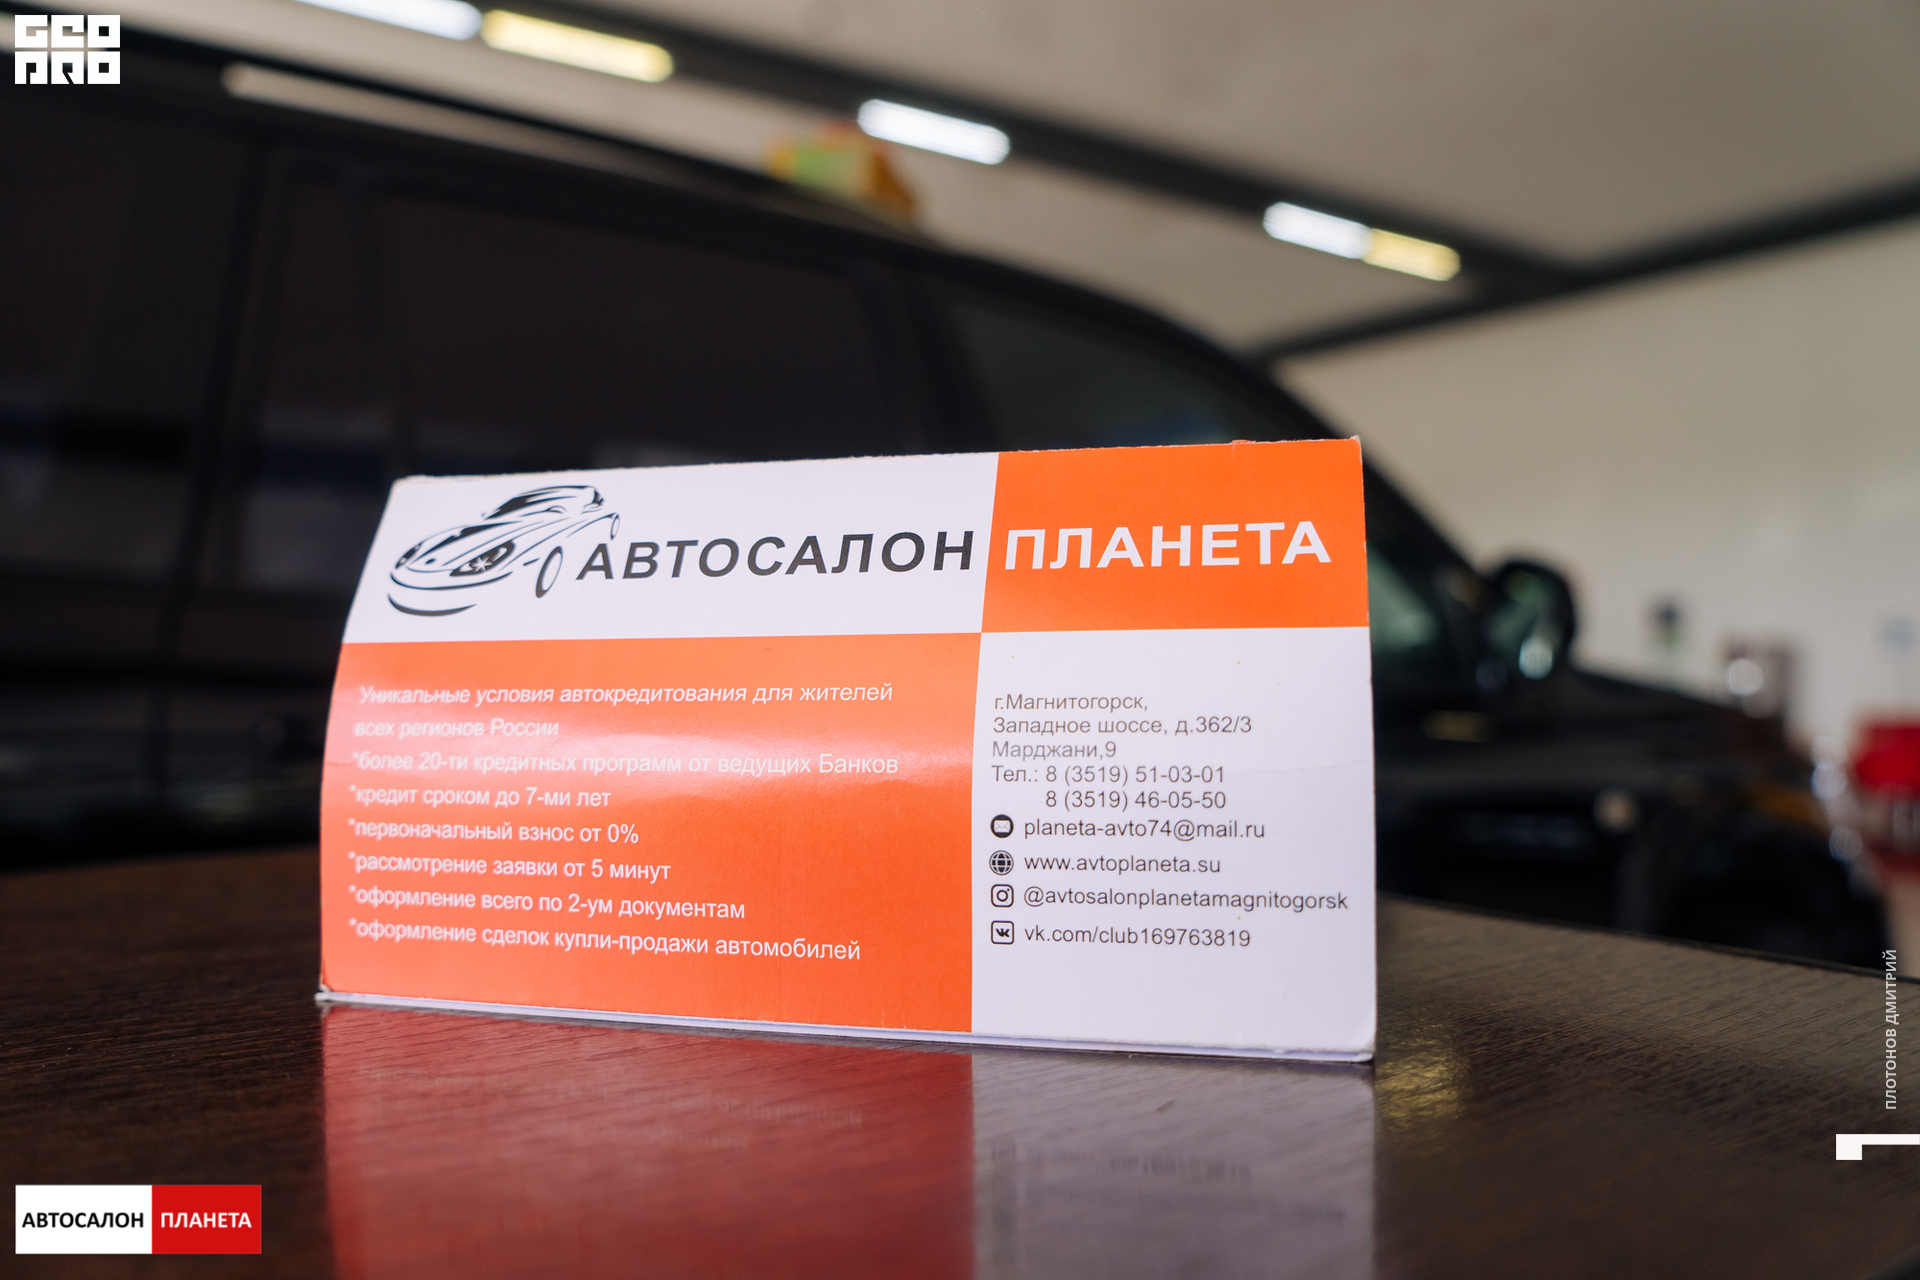 GEO
PRO
АВТОСАЛОН ПЛАНЕТА
Уникальные условия автокредитования для жителей
всех регионов России
*более 20-ти кредитных программ от ведущих Банков
*кредит сроком до 7-ми лет
*первоначальный взнос от 0%
*рассмотрение заявки от 5 минут
*оформление всего по 2-ум документам
*оформление сделок купли-продажи автомобилей
г.Магнитогорск,
Западное шоссе, д.362/3
Марджани,9
Тел.: 8 (3519) 51-03-01
8 (3519) 46-05-50
planeta-avto74@mail.ru
www.avtoplaneta.su
@avtosalonplanetamagnitogorsk
vk.com/club169763819
ПЛОТОНОВ ДМИТРИЙ
АВТОСАЛОН ПЛАНЕТА